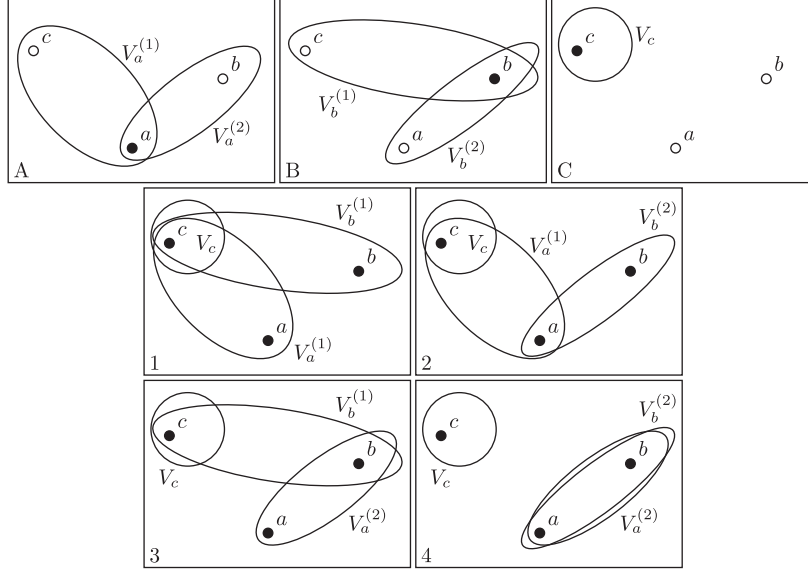 c
V_a^{(1)}
b
V_a^{(2)}
a
A
c
V_b^{(1)}
b
a
V_b^{(2)}
B
c
V_c
b
a
C
V_b^{(1)}
c
V_c
b
a
V_a^{(1)}
1
V_b^{(2)}
c
V_c
V_a^{(1)}
b
a
2
V_b^{(1)}
c
b
V_c
a
V_a^{(2)}
3
V_b^{(2)}
c
b
V_c
a
V_a^{(2)}
4